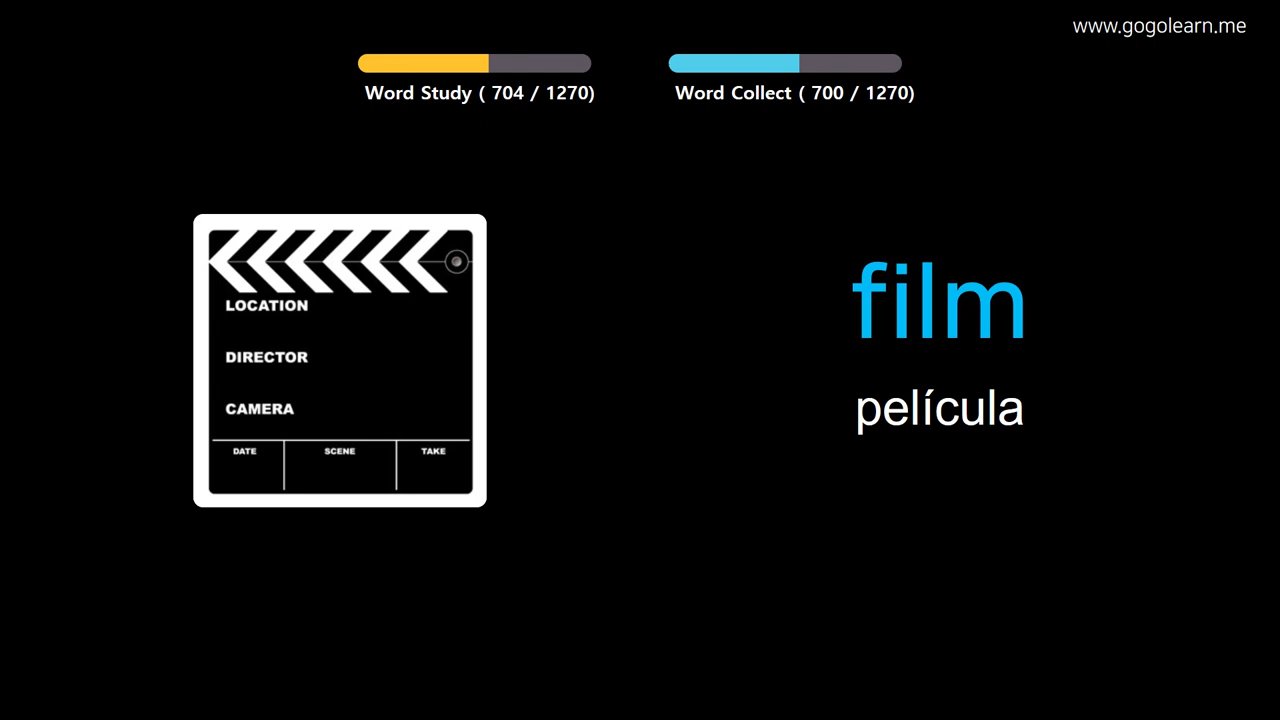 www.gogolearn.me
Word Study ( 704 / 1270)
Word Collect ( 700 / 1270)
LOCATION
DIRECTOR
CAMERA
DATE
SCENE
TAKE
film
película